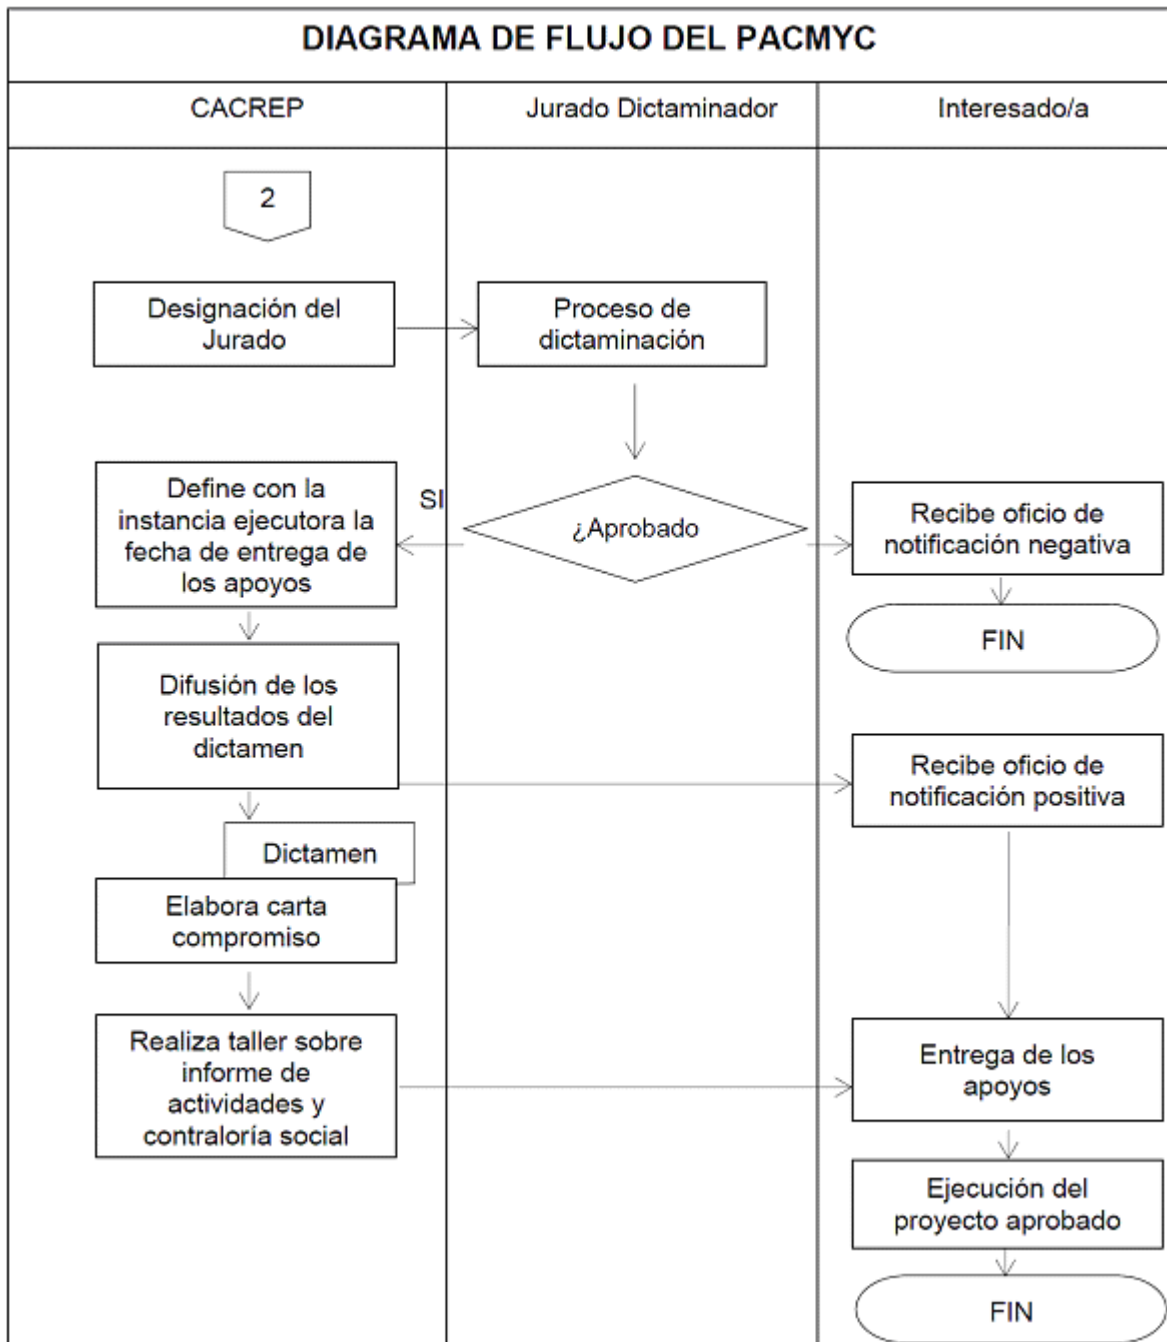 DIAGRAMA DE FLUJO DEL PACMYC
CACREP
Jurado Dictaminador
Interesado/a
2
Designación del
Jurado
Proceso de
dictaminación
Define con la
instancia ejecutora la
fecha de entrega de
los apoyos
SI
¿Aprobado
Recibe oficio de
notificación negativa
FIN
Difusión de los
resultados del
dictamen
Recibe oficio de
notificación positiva
Dictamen
Elabora carta
compromiso
Realiza taller sobre
informe de
actividades y
contraloría social
Entrega de los
apoyos
Ejecución del
proyecto aprobado
FIN